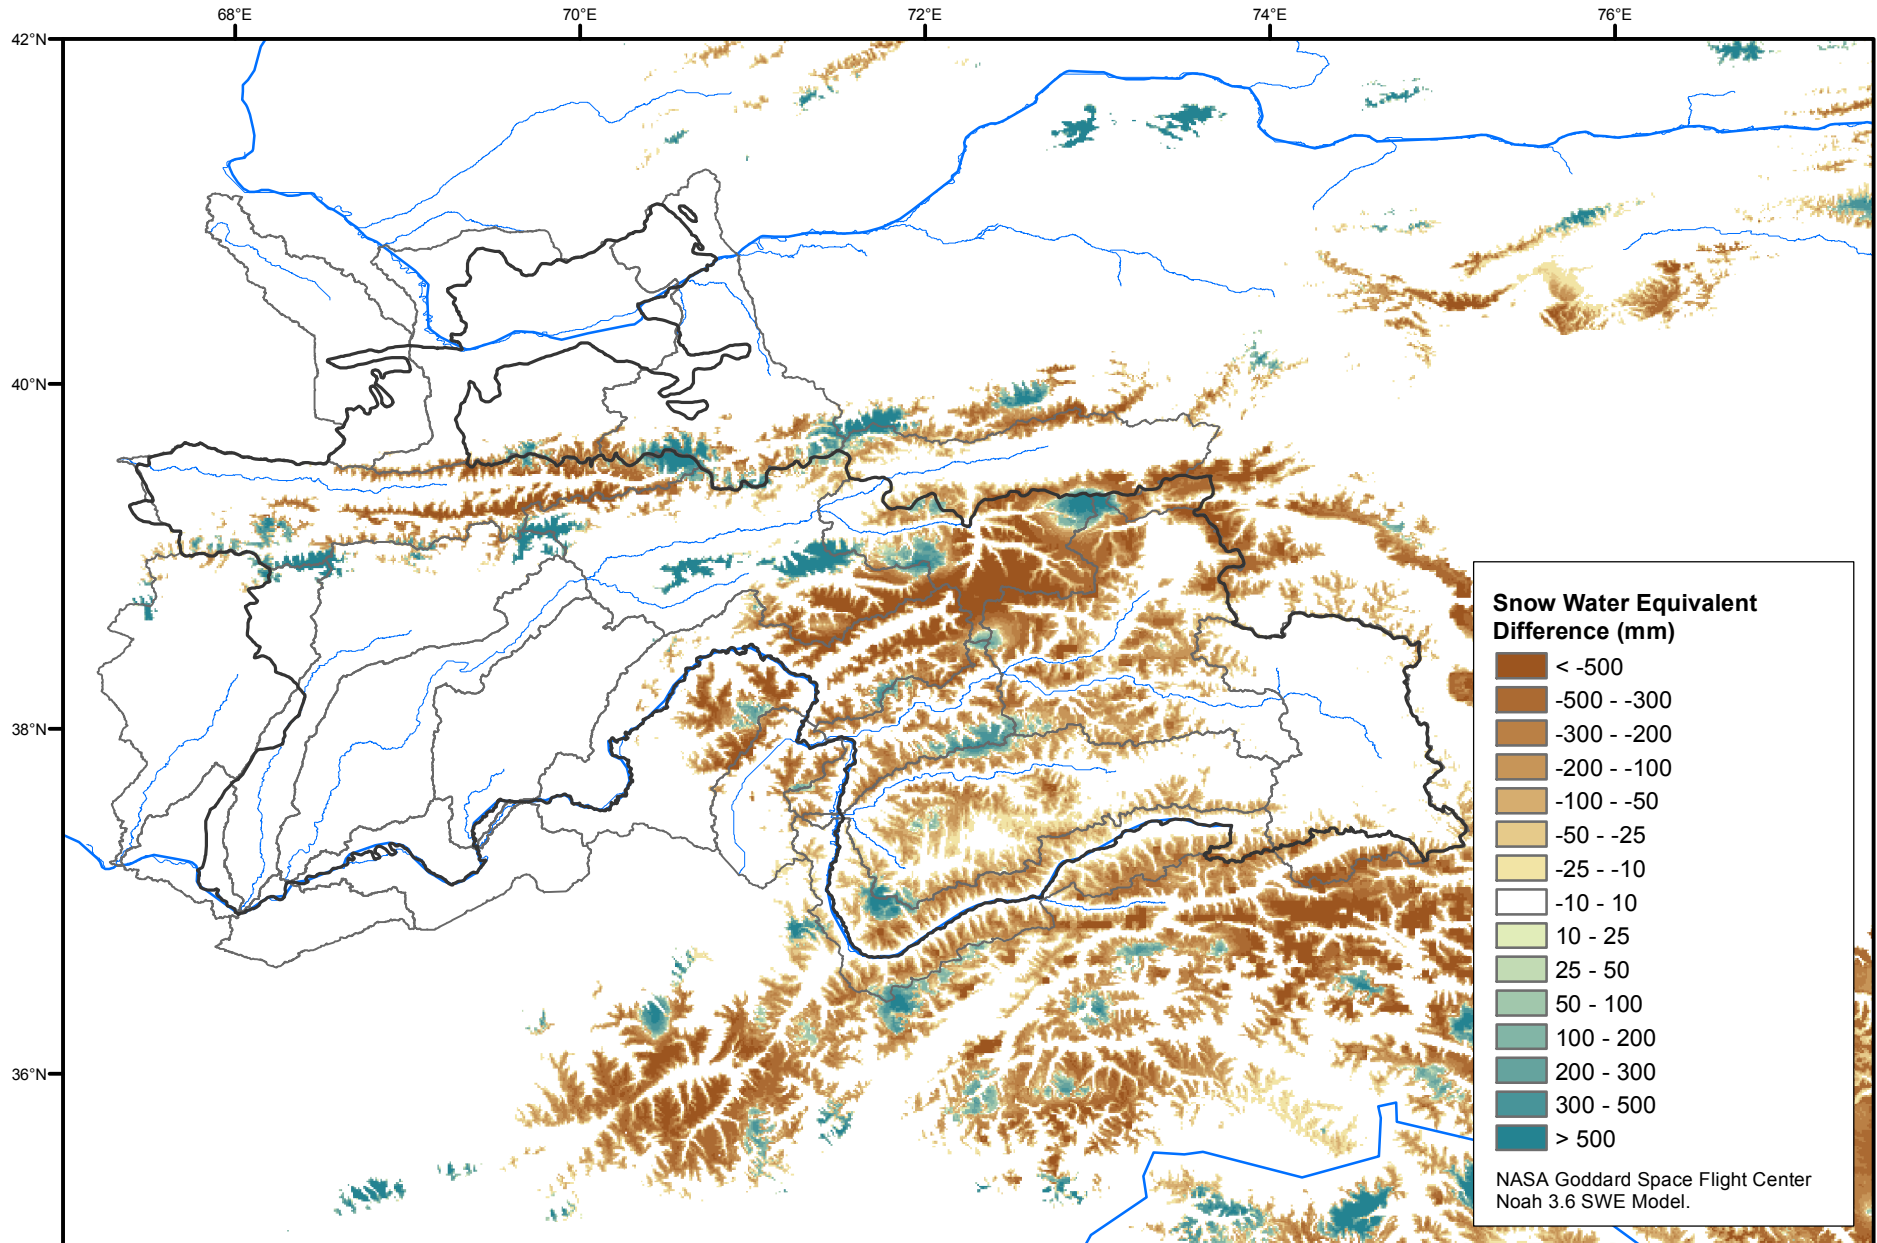 68°E 70°E 72°E 74°E 76°E
42°N
40°N
38°N
36°N
Snow Water Equivalent
Difference (mm)
< -500
-500 - -300
-300 - -200
-200 - -100
-100 - -50
-50 - -25
-25 - -10
-10 - 10
10 - 25
25 - 50
50 - 100
100 - 200
200 - 300
300 - 500
> 500
NASA Goddard Space Flight Center
Noah 3.6 SWE Model.